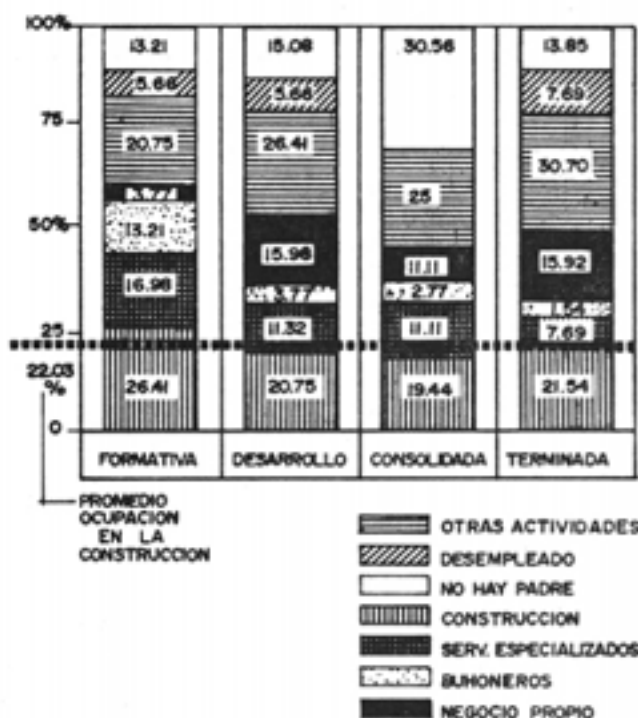 100%
13.21 15.08 30.56 13.85
5.66 5.66 7.69
75
20.75 26.41 25 30.70
50%
13.21 15.98 11.11 15.92
3.77 2.77 1.54
16.98 11.32 11.11 7.69
25
22.03
%
26.41 20.75 19.44 21.54
0
FORMATIVA DESARROLLO CONSOLIDADA TERMINADA
PROMEDIO
OCUPACION
EN LA
CONSTRUCCION
OTRAS ACTIVIDADES
DESEMPLEADO
NO HAY PADRE
CONSTRUCCION
SERV. ESPECIALIZADOS
BUHONEROS
NEGOCIO PROPIO